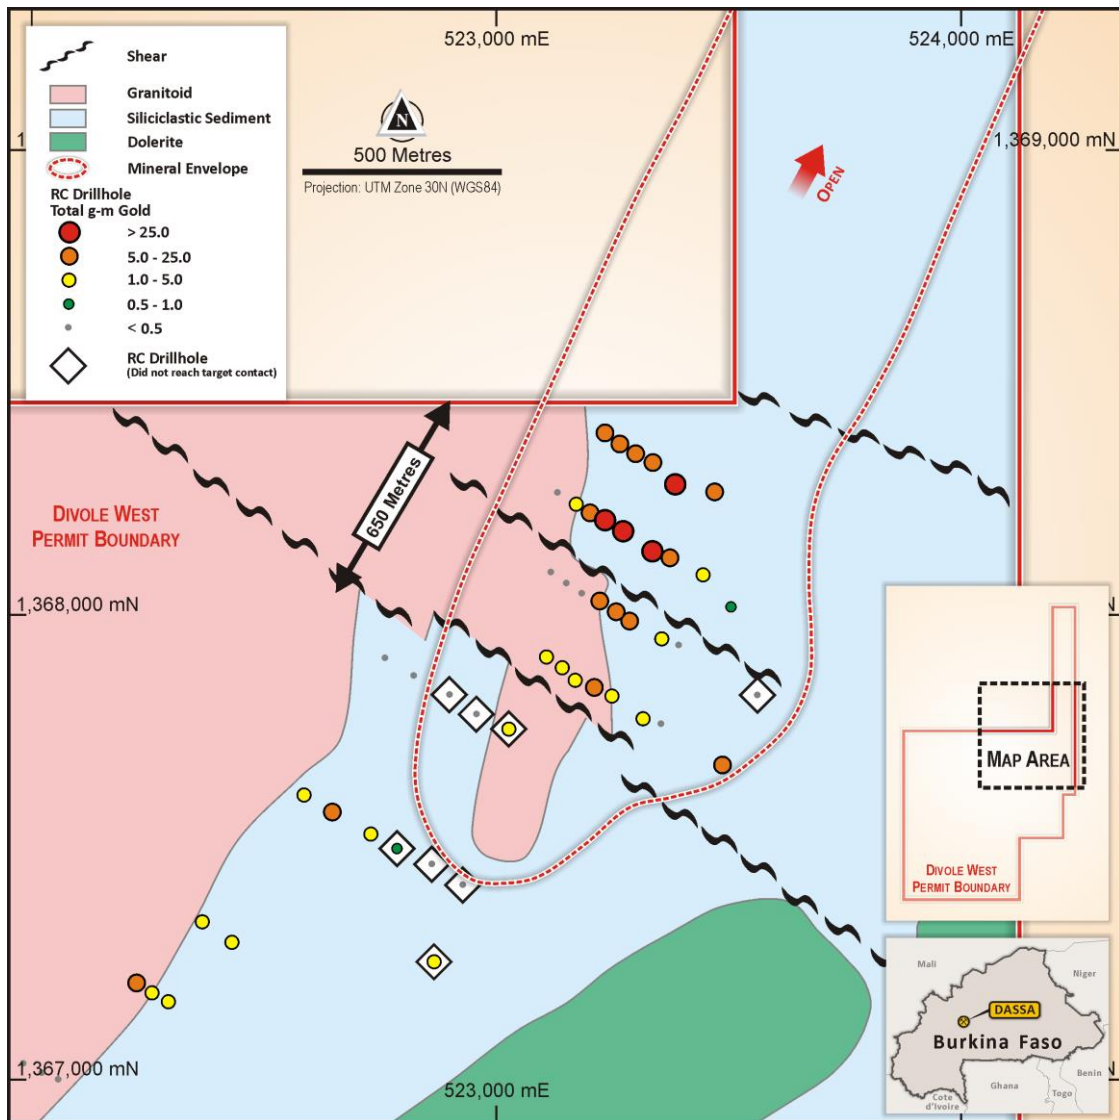 523,000 mE
524,000 mE
Shear
Granitoid
Siliciclastic Sediment
Dolerite
Mineral Envelope
RC Drillhole
Total g-m Gold
> 25.0
5.0 - 25.0
1.0 - 5.0
0.5 - 1.0
< 0.5
RC Drillhole
(Did not reach target contact)
N
500 Metres
Projection: UTM Zone 30N (WGS84)
1
1,369,000 mN
OPEN
650 Metres
DIVOLE WEST
PERMIT BOUNDARY
1,368,000 mN
N
MAP AREA
DIVOLE WEST
PERMIT BOUNDARY
Mali
Niger
DASSA
Burkina Faso
Benin
Ghana
Togo
Cote
d'Ivoire
1,367,000 mN
N
523,000 mE